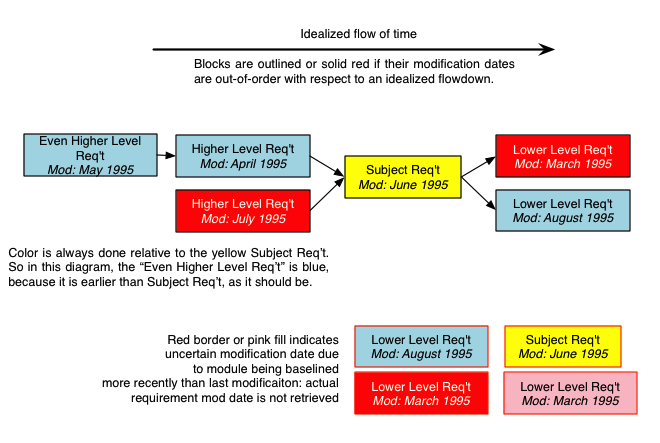 Idealized flow of time
Blocks are outlined or solid red if their modification dates
are out-of-order with respect to an idealized flowdown.
Even Higher Level
Req't
Mod: May 1995
Higher Level Req't
Mod: April 1995
Higher Level Req't
Mod: July 1995
Subject Req't
Mod: June 1995
Lower Level Req't
Mod: March 1995
Lower Level Req't
Mod: August 1995
Color is always done relative to the yellow Subject Req't.
So in this diagram, the “Even Higher Level Req't” is blue,
because it is earlier than Subject Req't, as it should be.
Red border or pink fill indicates
uncertain modification date due
to module being baselined
more recently than last modificaiton: actual
requirement mod date is not retrieved
Lower Level Req't
Mod: August 1995
Subject Req't
Mod: June 1995
Lower Level Req't
Mod: March 1995
Lower Level Req't
Mod: March 1995